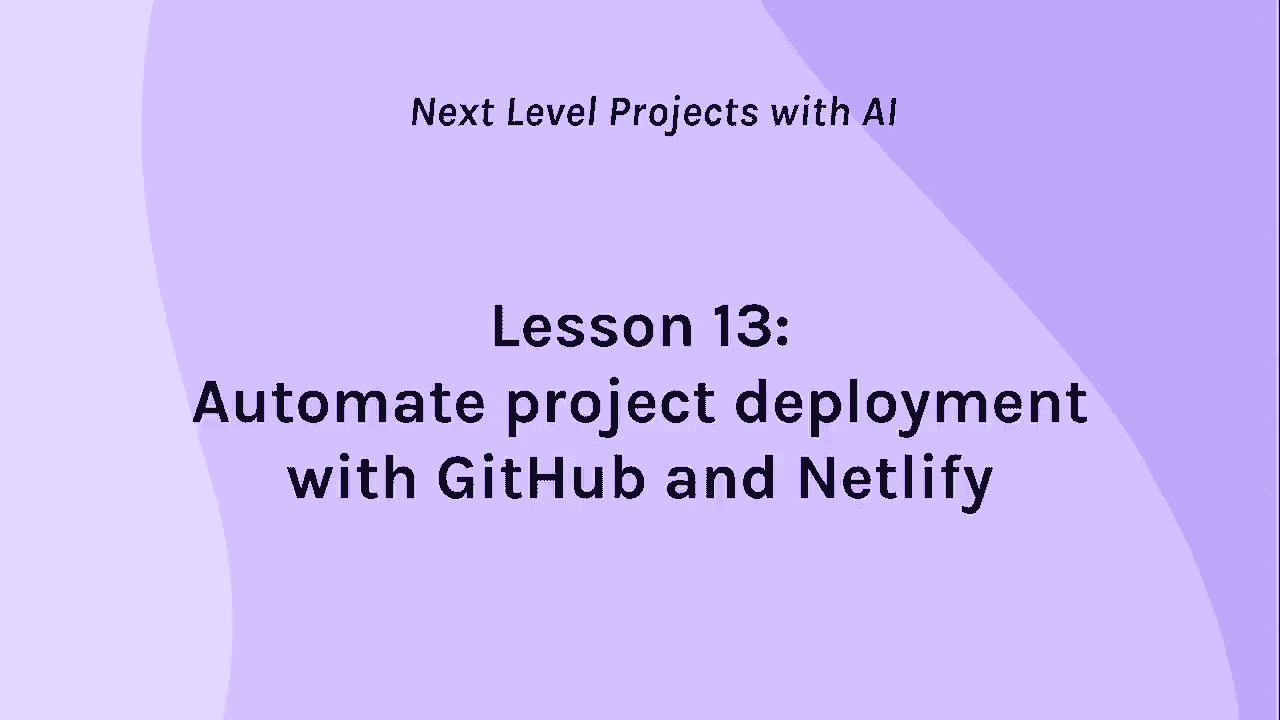 Next Level Projects with AI
Lesson 13:
Automate project deployment
with GitHub and Netlify